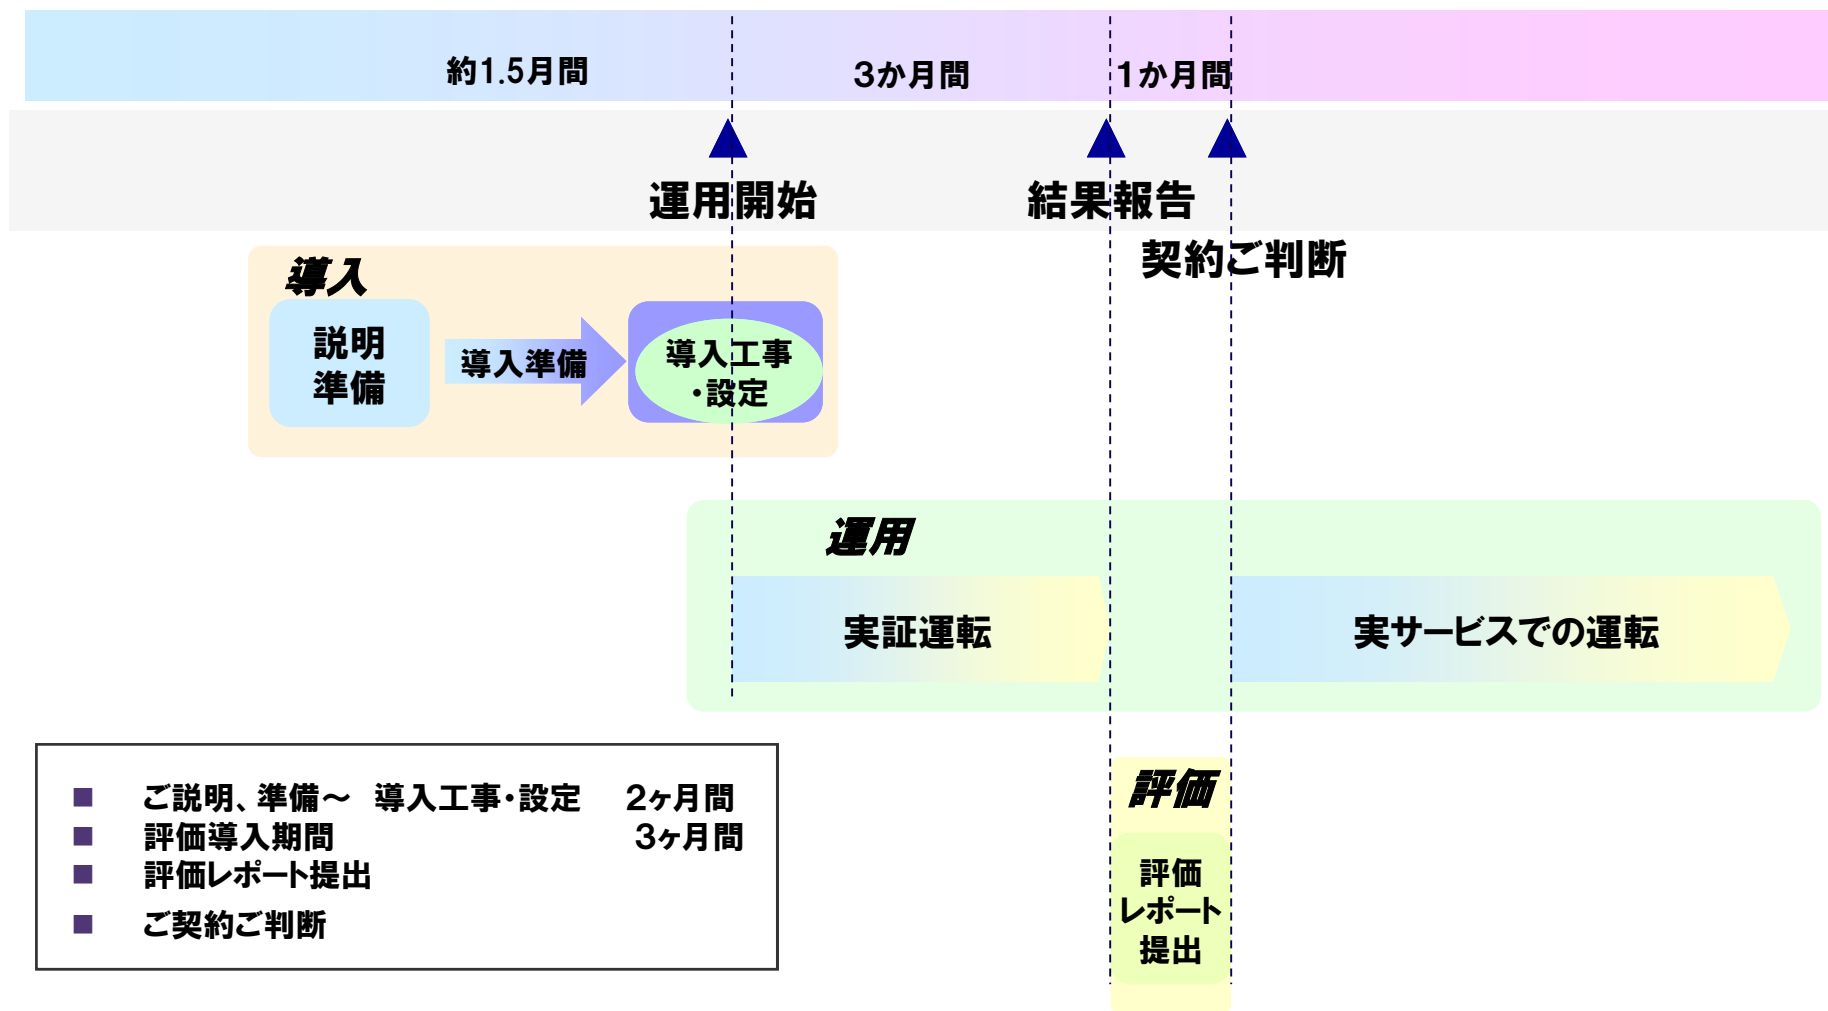 約1.5月間
3か月間
1か月間
運用開始
結果報告
契約ご判断
導入
説明
準備
導入準備
導入工事
・設定
運用
実証運転
実サービスでの運転
■ ご説明、準備～ 導入工事・設定 2ヶ月間
■ 評価導入期間 3ヶ月間
■ 評価レポート提出
■ ご契約ご判断
評価
評価
レポート
提出